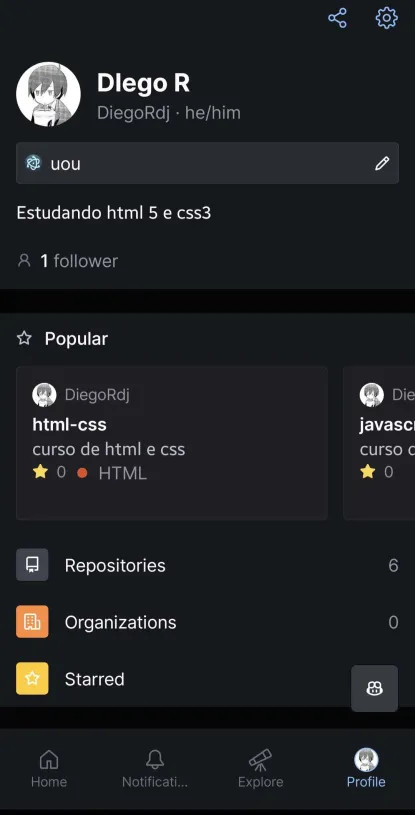 Dlego R
DiegoRdj · he/him
uou
Estudando html 5 e css3
1 follower
Popular
DiegoRdj
html-css
curso de html e css
0 HTML
Die
javascr
curso c
0
Repositories 6
Organizations 0
Starred
Home
Notificati...
Explore
Profile